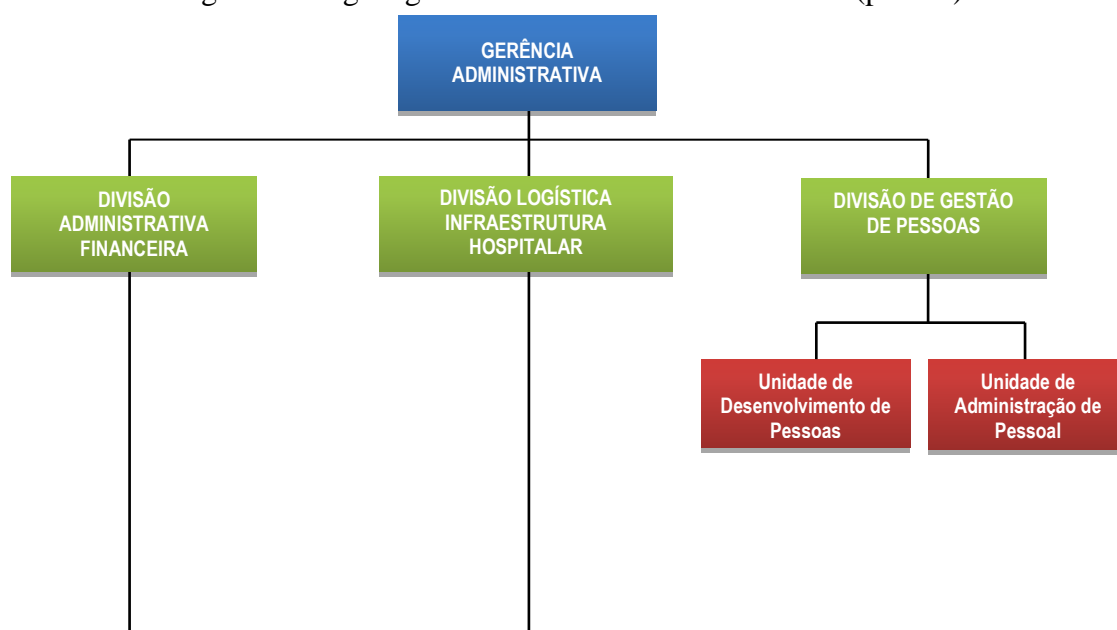 GERÊNCIA
ADMINISTRATIVA
DIVISÃO
ADMINISTRATIVA
FINANCEIRA
DIVISÃO LOGÍSTICA
INFRAESTRUTURA
HOSPITALAR
DIVISÃO DE GESTÃO
DE PESSOAS
Unidade de
Desenvolvimento de
Pessoas
Unidade de
Administração de
Pessoal